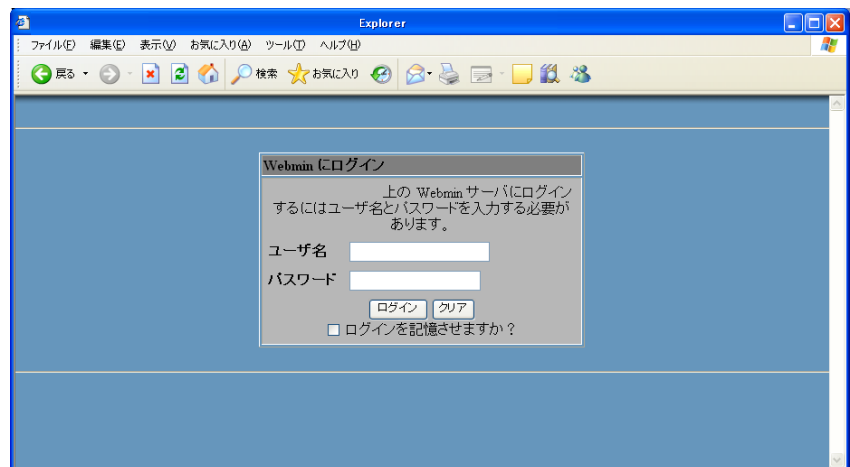 Explorer
ファイル(F) 編集(E) 表示(V) お気に入り(A) ツール(T) ヘルプ(H)
戻る 検索 お気に入り
Webmin にログイン
上の Webmin サーバにログイン
するにはユーザ名とパスワードを入力する必要が
あります。
ユーザ名
パスワード
ログイン クリア
ログインを記憶させますか？